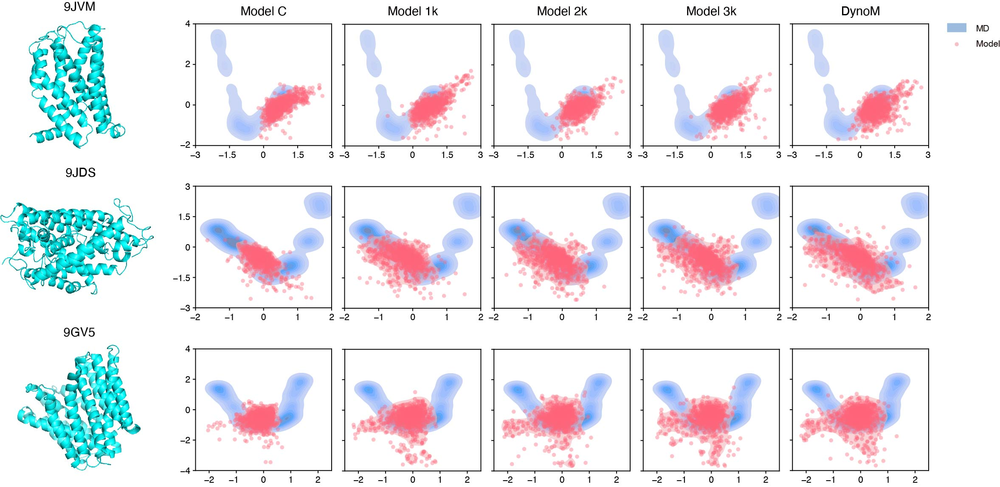 9JVM
Model C
Model 1k
Model 2k
Model 3k
DynoM
MD
Model
4
2
0
−2
−3 −1.5 0 1.5 3
−3 −1.5 0 1.5 3
−3 −1.5 0 1.5 3
−3 −1.5 0 1.5 3
−3 −1.5 0 1.5 3
9JDS
3
1.5
0
−1.5
−3
−2 −1 0 1 2
−2 −1 0 1 2
−2 −1 0 1 2
−2 −1 0 1 2
−2 −1 0 1 2
9GV5
4
2
0
−2
−4
−2 −1 0 1 2
−2 −1 0 1 2
−2 −1 0 1 2
−2 −1 0 1 2
−2 −1 0 1 2